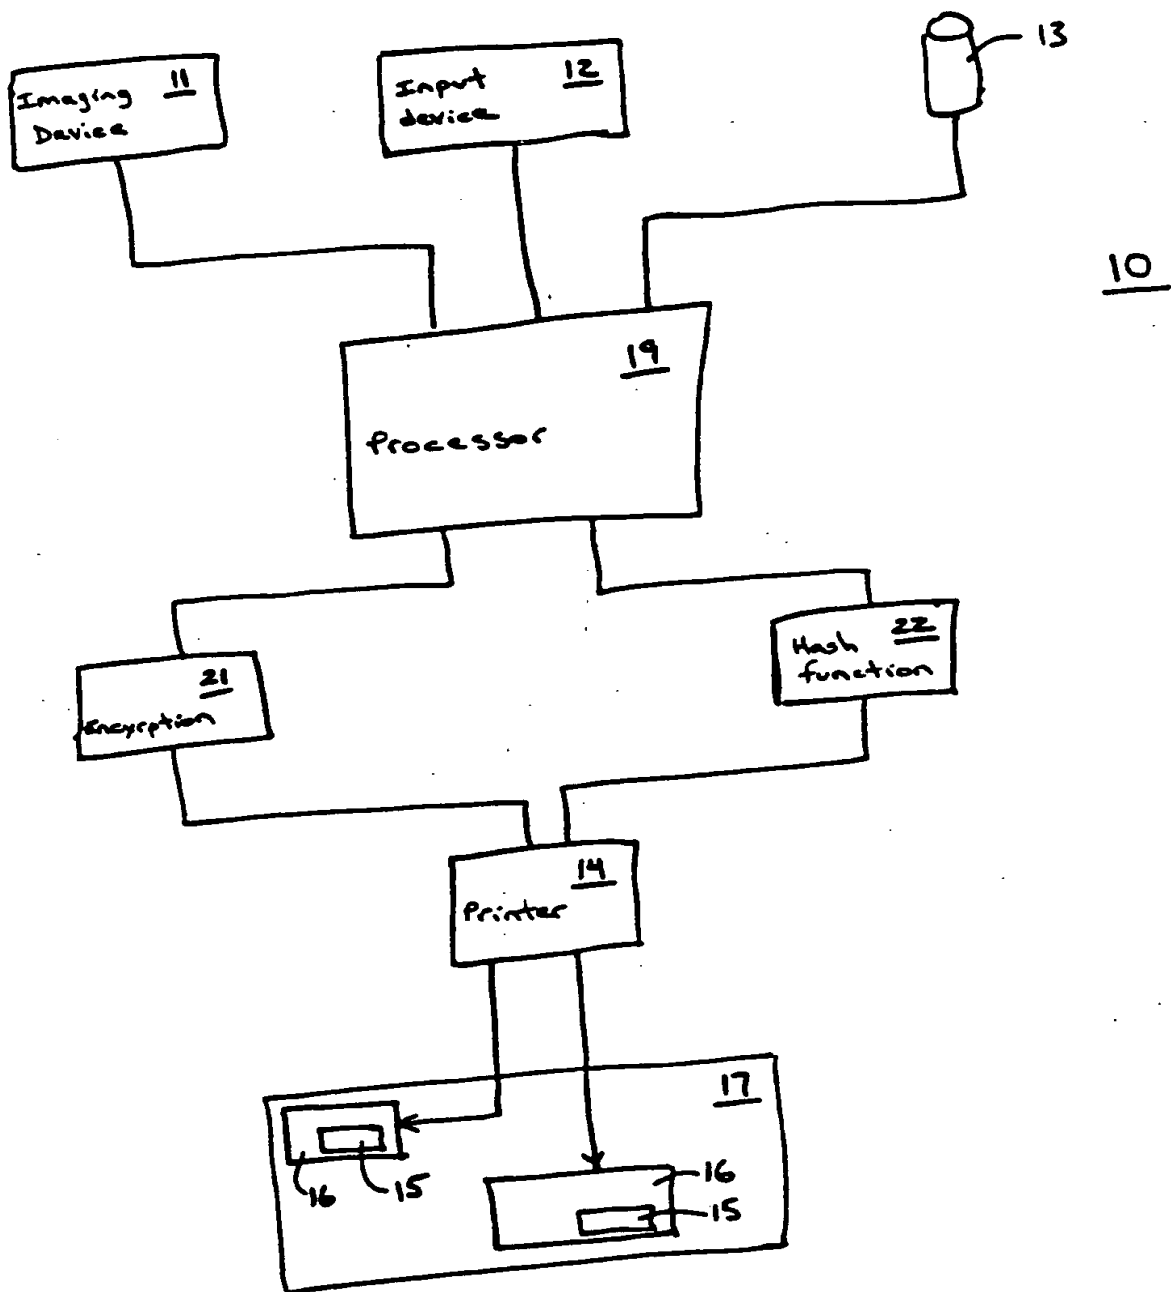 13
Imaging 11
Device
Input 12
device
10
19
Processor
22
Hash
function
21
Encyrption
14
Printer
17
16
15
16
15